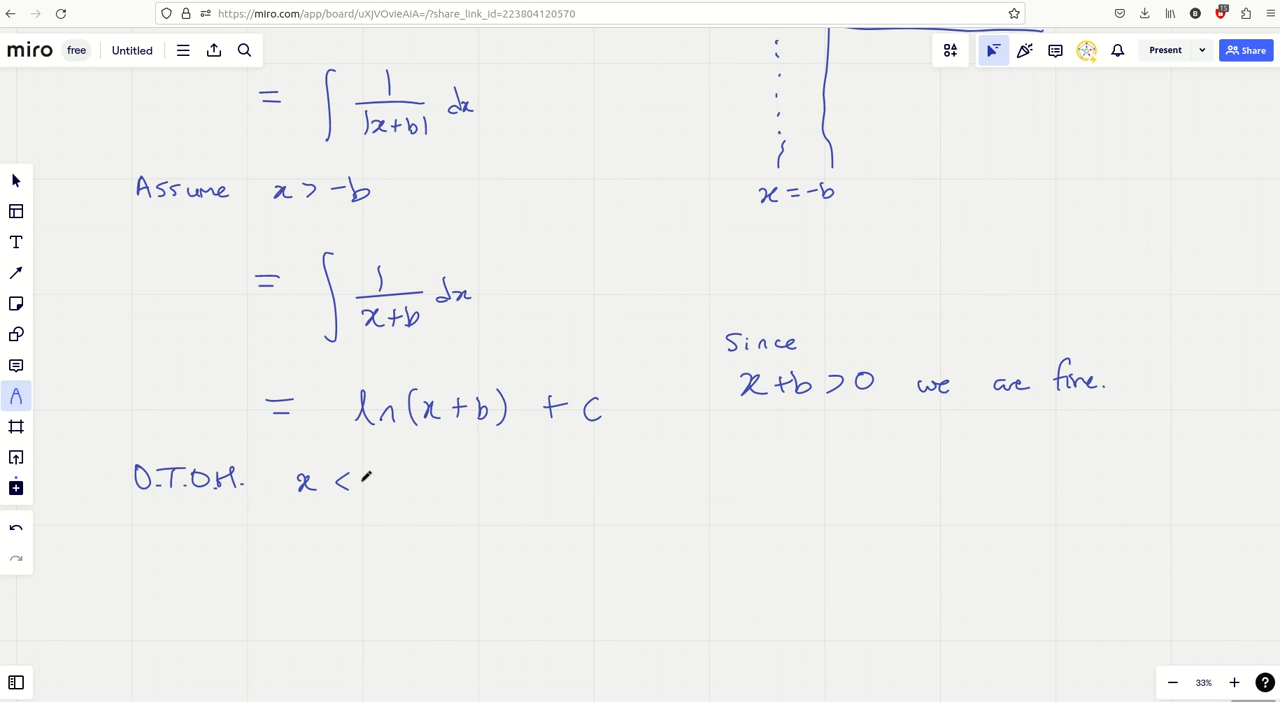 https://miro.com/app/board/uXJVOvieAIA=/?share_link_id=223804120570
15
B
miro free Untitled
Present Share
= ∫ 1/|x+b| dx
Assume x > -b
x = -b
= ∫ 1/x+b dx
Since
x+b > 0 we are fine.
= ln(x+b) + c
O.T.O.H. x <
T
A
33%
?